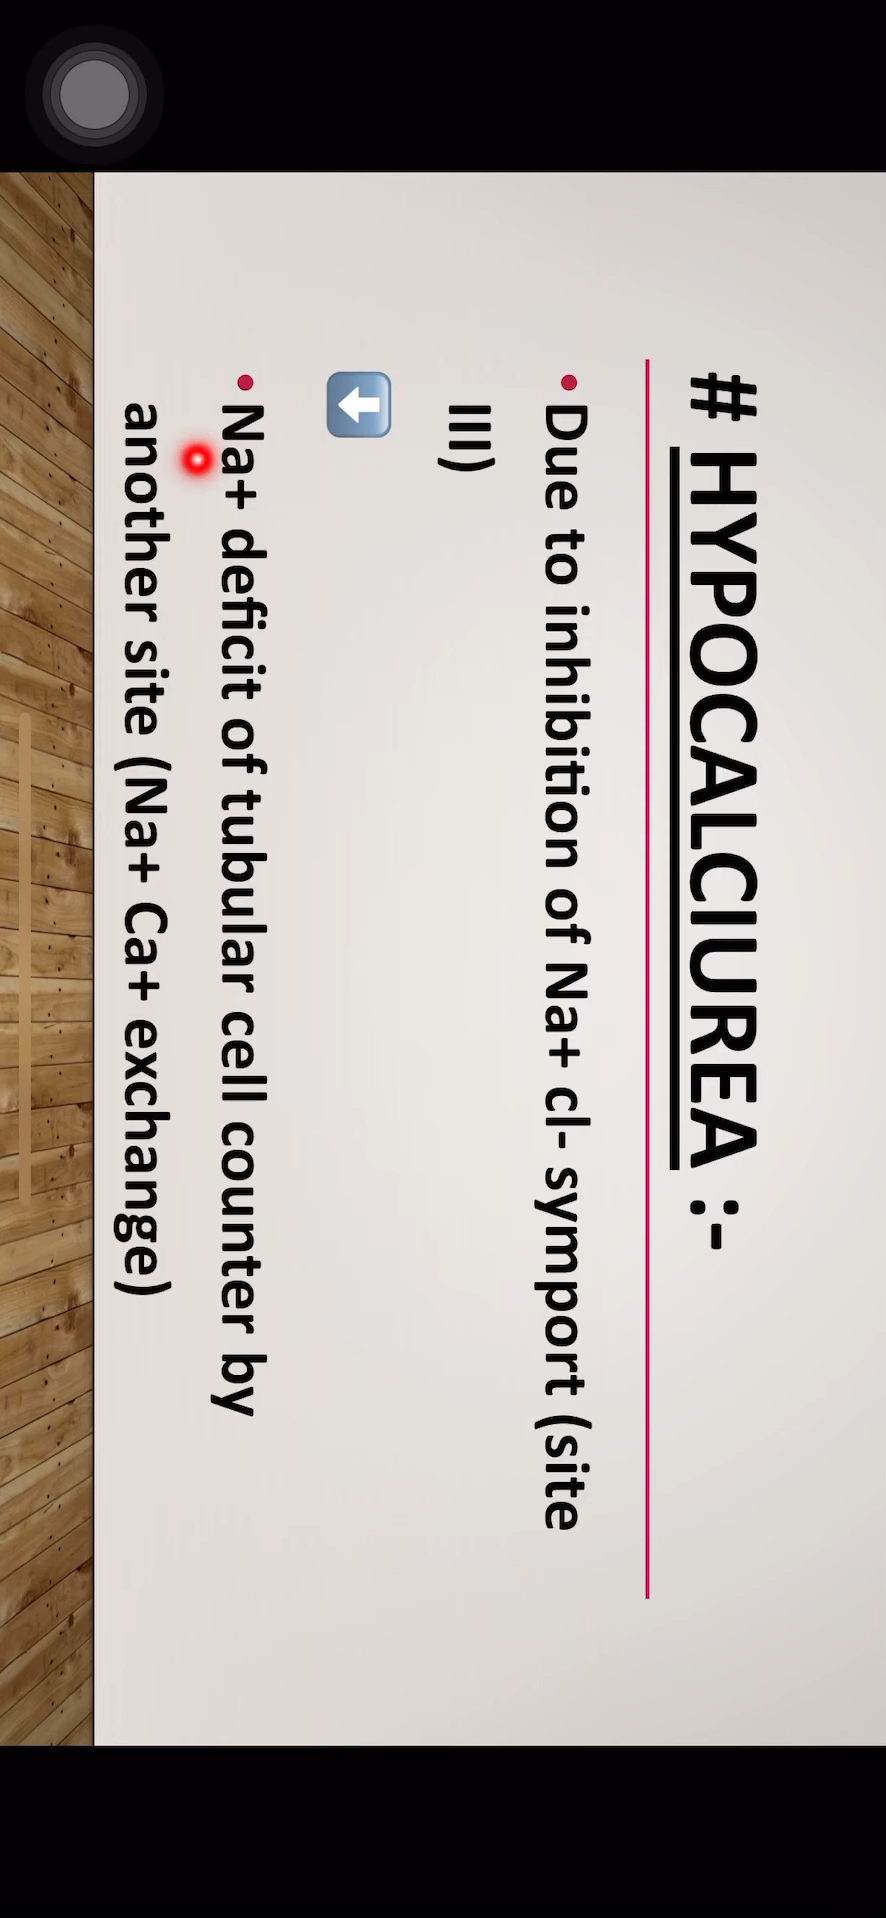 # HYPOCALCIUREA :-
• Due to inhibition of Na+ cl- symport (site
III)
• Na+ deficit of tubular cell counter by
another site (Na+ Ca+ exchange)